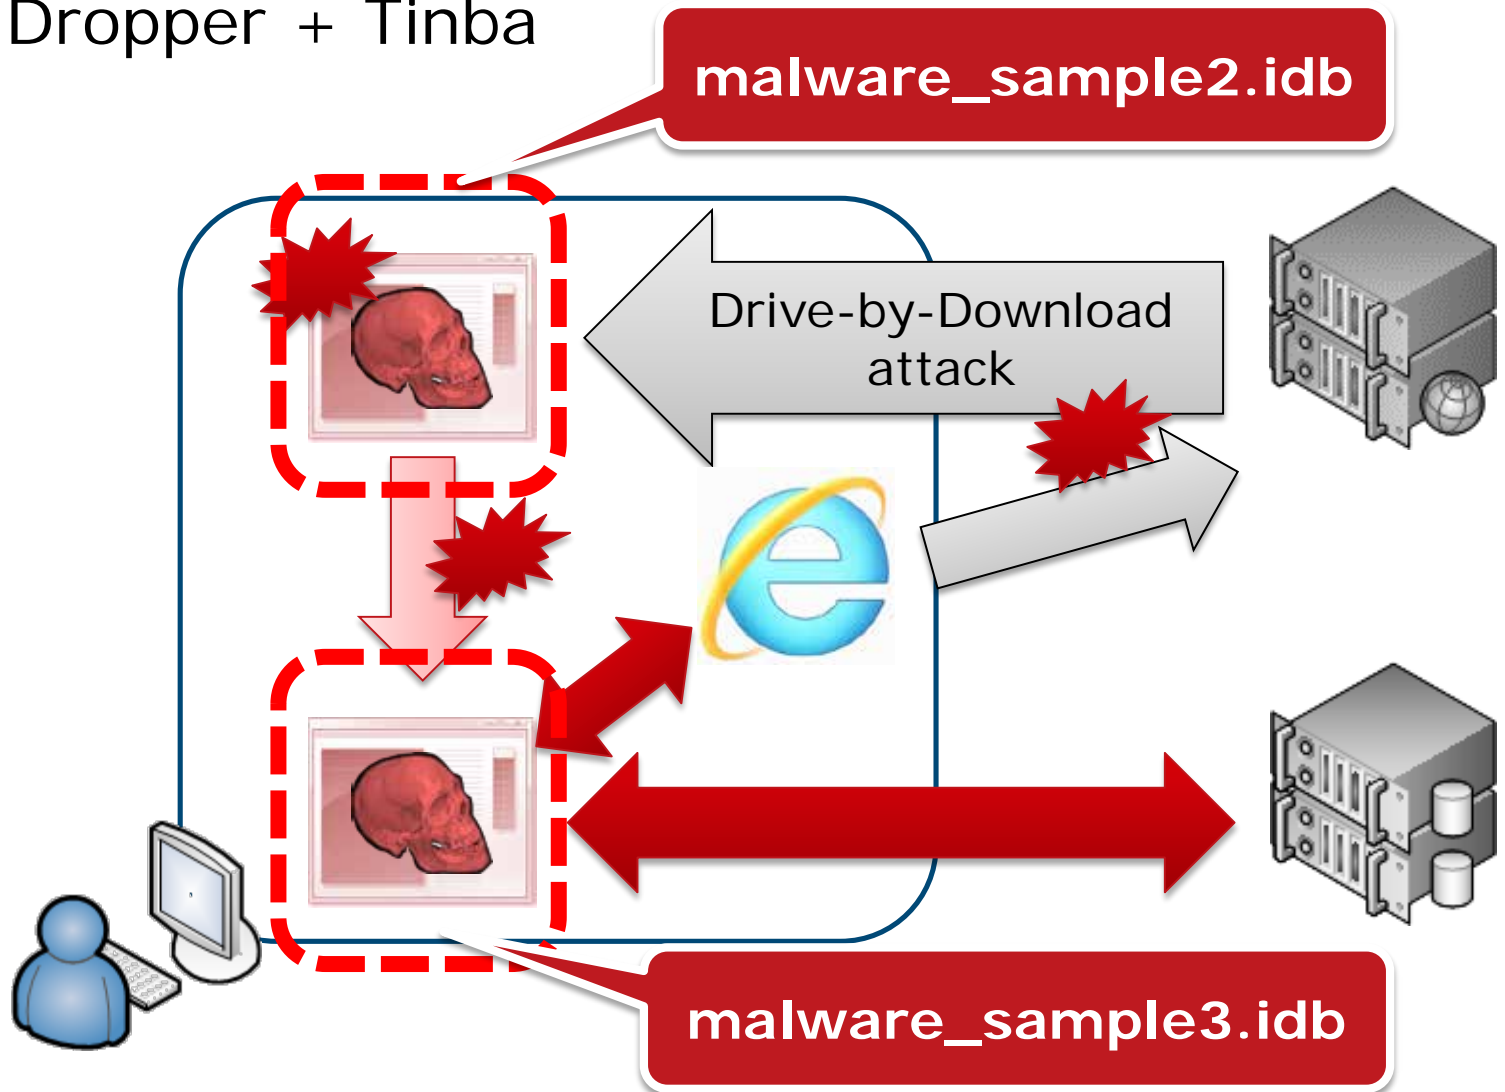 Dropper + Tinba
malware_sample2.idb
Drive-by-Download
attack
malware_sample3.idb